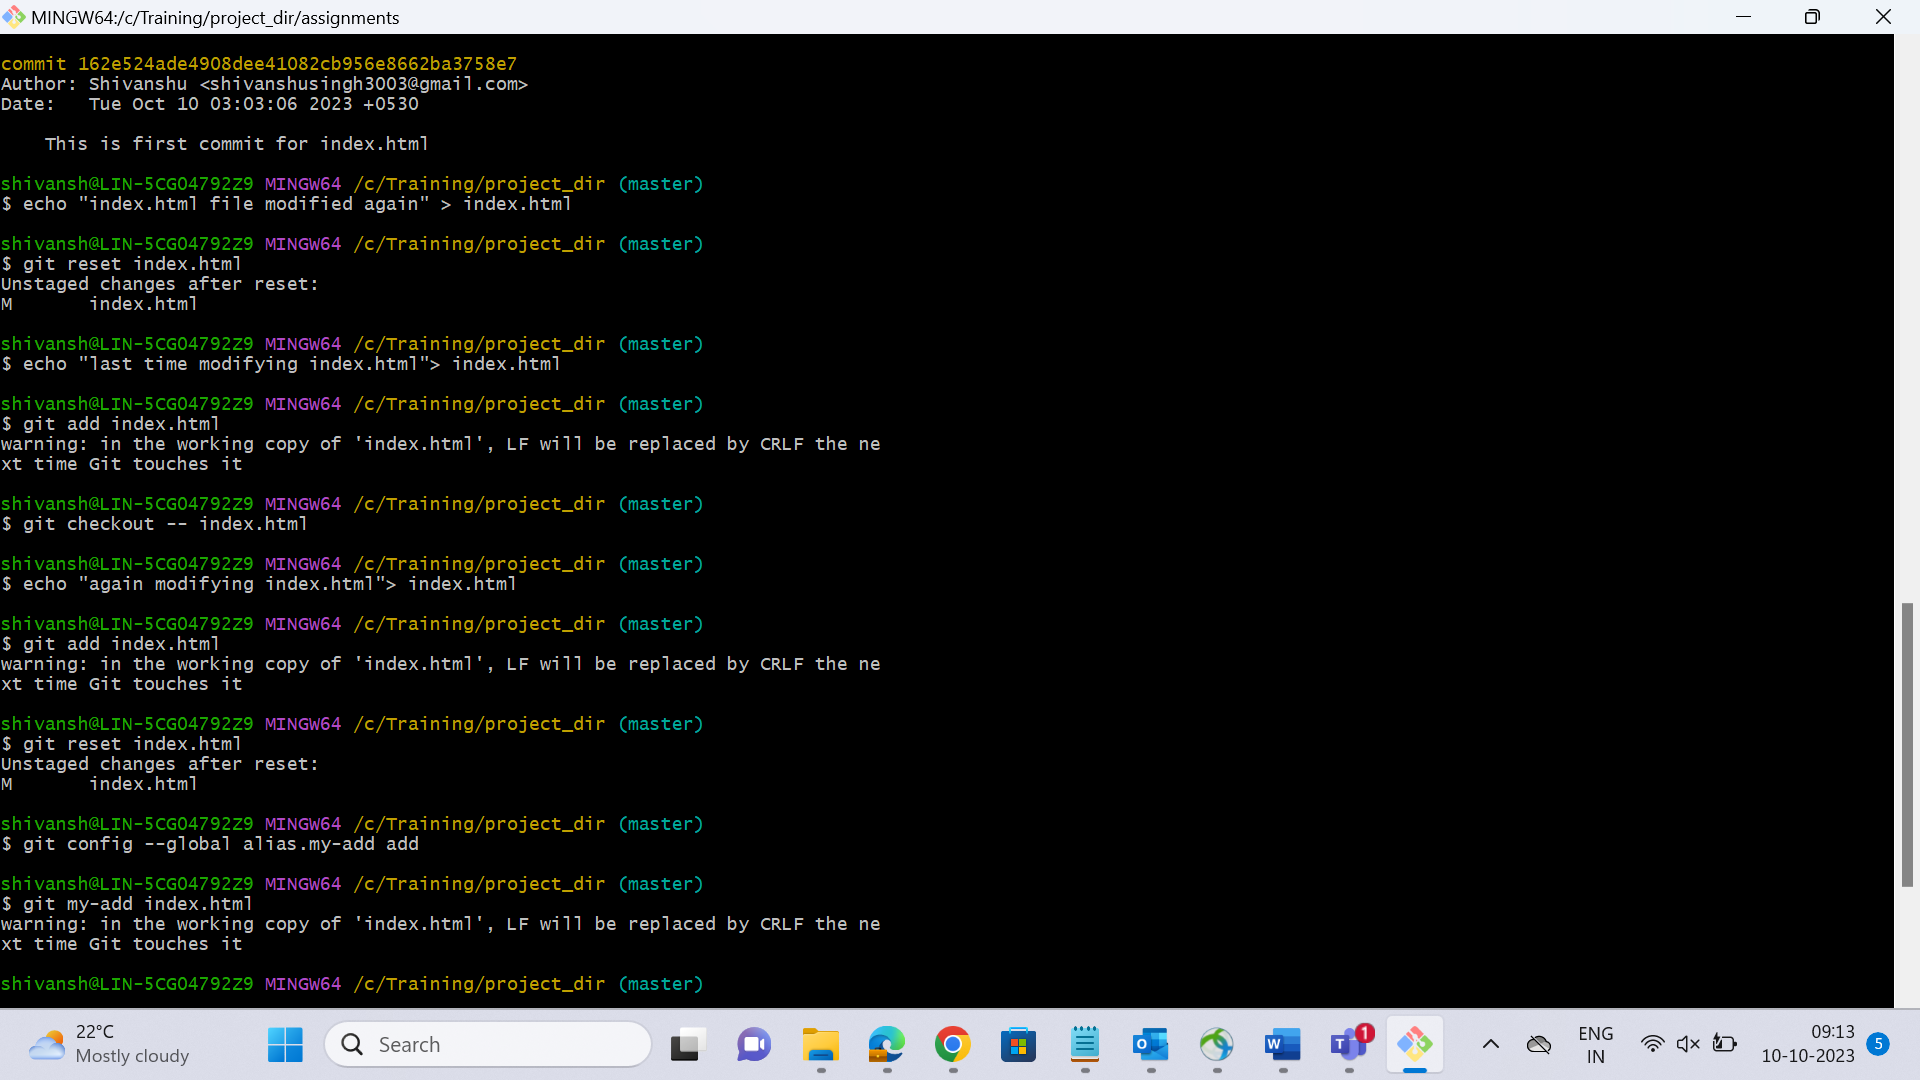 MINGW64:/c/Training/project_dir/assignments
commit 162e524ade4908dee41082cb956e8662ba3758e7
Author: Shivanshu <shivanshusingh3003@gmail.com>
Date:   Tue Oct 10 03:03:06 2023 +0530
    This is first commit for index.html
shivansh@LIN-5CG04792Z9 MINGW64 /c/Training/project_dir (master)
$ echo "index.html file modified again" > index.html
shivansh@LIN-5CG04792Z9 MINGW64 /c/Training/project_dir (master)
$ git reset index.html
Unstaged changes after reset:
M       index.html
shivansh@LIN-5CG04792Z9 MINGW64 /c/Training/project_dir (master)
$ echo "last time modifying index.html"> index.html
shivansh@LIN-5CG04792Z9 MINGW64 /c/Training/project_dir (master)
$ git add index.html
warning: in the working copy of 'index.html', LF will be replaced by CRLF the ne
xt time Git touches it
shivansh@LIN-5CG04792Z9 MINGW64 /c/Training/project_dir (master)
$ git checkout -- index.html
shivansh@LIN-5CG04792Z9 MINGW64 /c/Training/project_dir (master)
$ echo "again modifying index.html"> index.html
shivansh@LIN-5CG04792Z9 MINGW64 /c/Training/project_dir (master)
$ git add index.html
warning: in the working copy of 'index.html', LF will be replaced by CRLF the ne
xt time Git touches it
shivansh@LIN-5CG04792Z9 MINGW64 /c/Training/project_dir (master)
$ git reset index.html
Unstaged changes after reset:
M       index.html
shivansh@LIN-5CG04792Z9 MINGW64 /c/Training/project_dir (master)
$ git config --global alias.my-add add
shivansh@LIN-5CG04792Z9 MINGW64 /c/Training/project_dir (master)
$ git my-add index.html
warning: in the working copy of 'index.html', LF will be replaced by CRLF the ne
xt time Git touches it
shivansh@LIN-5CG04792Z9 MINGW64 /c/Training/project_dir (master)
22°C
Mostly cloudy
Search
W
T
1
ENG
IN
09:13
10-10-2023
5